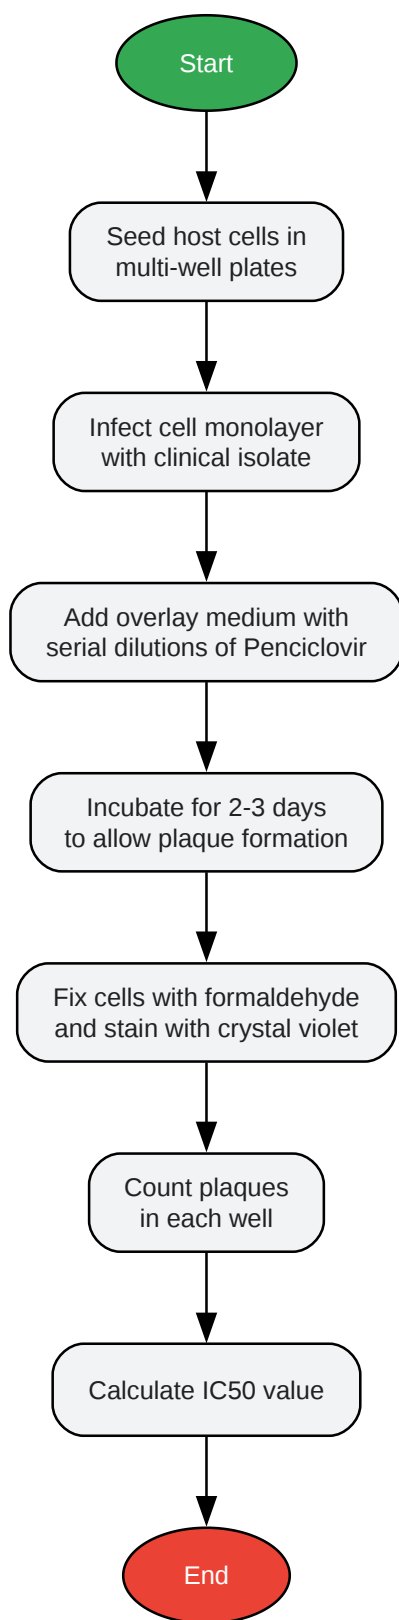 Start
Seed host cells in
multi-well plates
Infect cell monolayer
with clinical isolate
Add overlay medium with
serial dilutions of Penciclovir
Incubate for 2-3 days
to allow plaque formation
Fix cells with formaldehyde
and stain with crystal violet
Count plaques
in each well
Calculate IC50 value
End